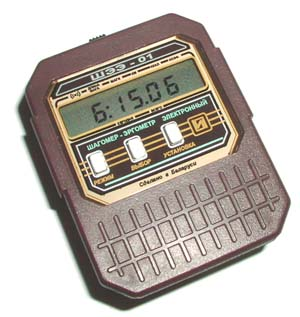 ШЭЭ-01
6:15.06
ШАГОМЕР - ЭРГОМЕТР ЭЛЕКТРОННЫЙ
РЕЖИМ ВЫБОР УСТАНОВКА
Сделано в Беларуси